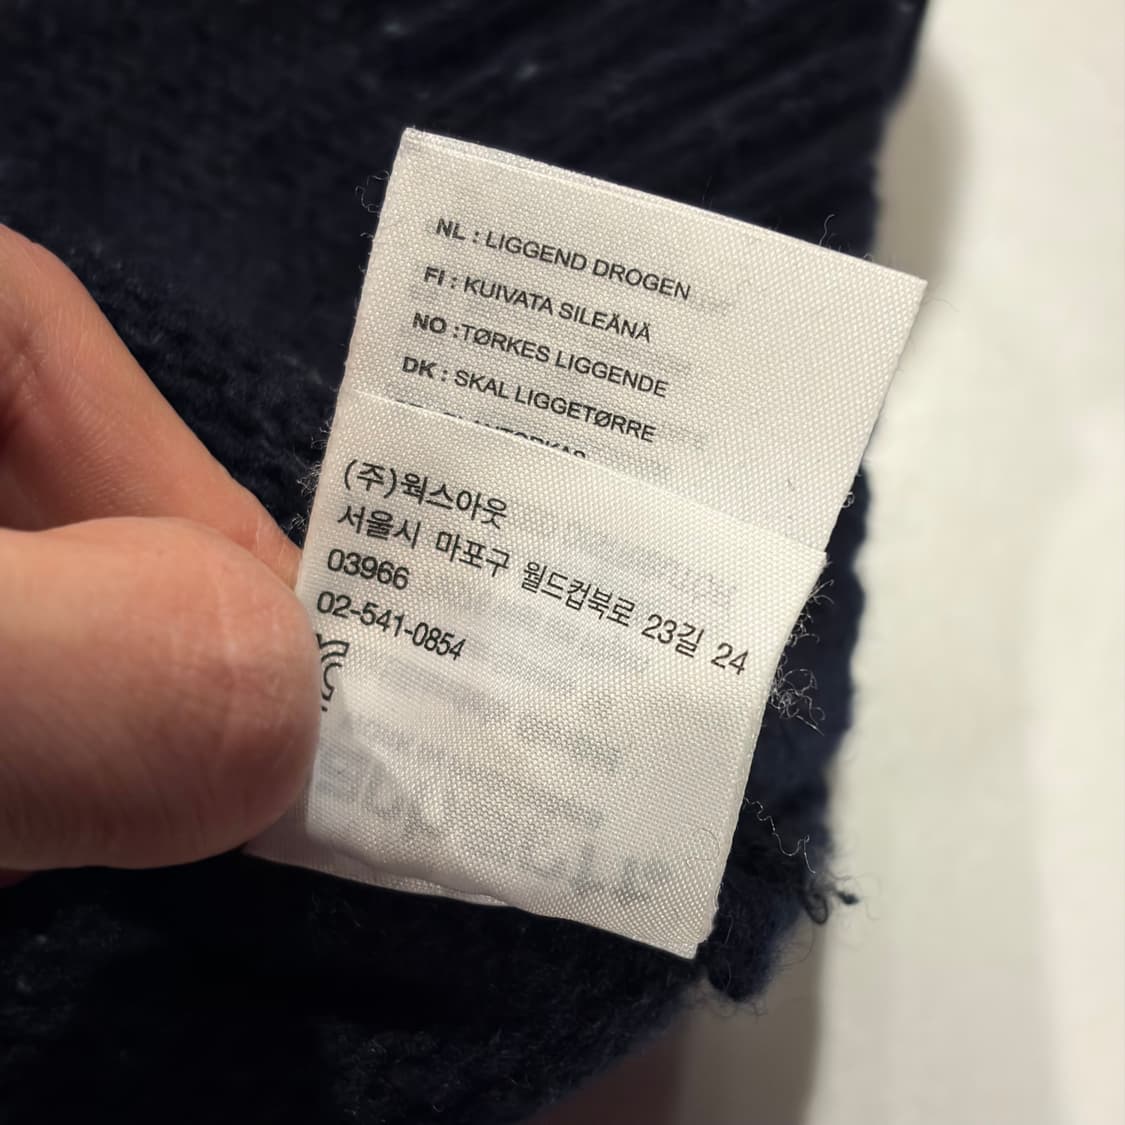 NL : LIGGEND DROGEN
FI : KUIVATA SILEÄNÄ
NO :TØRKES LIGGENDE
DK : SKAL LIGGETØRRE
(주)웍스아웃
서울시 마포구 월드컵북로 23길 24
03966
02-541-0854